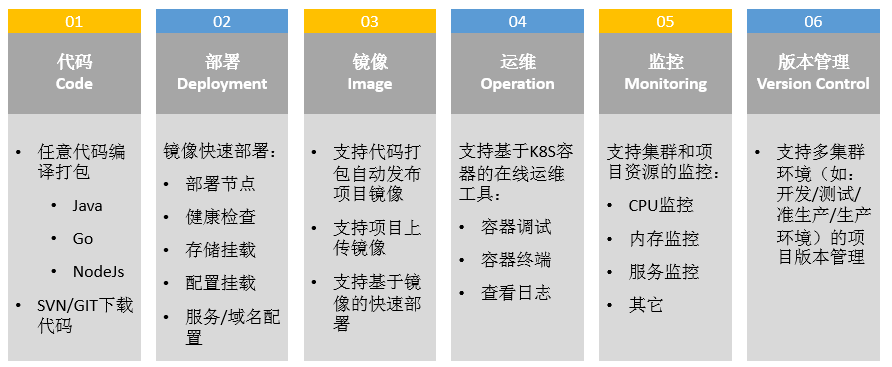 01
代码
Code
• 任意代码编
译打包
• Java
• Go
• NodeJs
• SVN/GIT下载
代码
02
部署
Deployment
镜像快速部署：
• 部署节点
• 健康检查
• 存储挂载
• 配置挂载
• 服务/域名配
置
03
镜像
Image
• 支持代码打
包自动发布
项目镜像
• 支持项目上
传镜像
• 支持基于镜
像的快速部
署
04
运维
Operation
支持基于K8S容
器的在线运维
工具：
• 容器调试
• 容器终端
• 查看日志
05
监控
Monitoring
支持集群和项
目资源的监控：
• CPU监控
• 内存监控
• 服务监控
• 其它
06
版本管理
Version Control
• 支持多集群
环境（如：
开发/测试/
准生产/生产
环境）的项
目版本管理